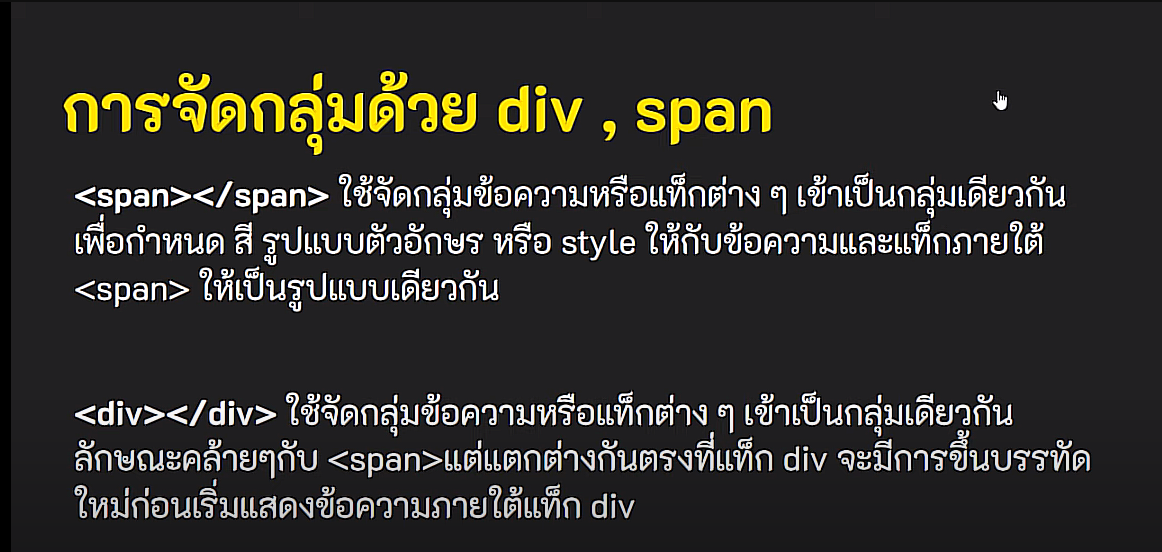 การจัดกลุ่มด้วย div , span
<span></span> ใช้จัดกลุ่มข้อความหรือแท็กต่าง ๆ เข้าเป็นกลุ่มเดียวกัน
เพื่อกำหนด สี รูปแบบตัวอักษร หรือ style ให้กับข้อความและแท็กภายใต้
<span> ให้เป็นรูปแบบเดียวกัน
<div></div> ใช้จัดกลุ่มข้อความหรือแท็กต่าง ๆ เข้าเป็นกลุ่มเดียวกัน
ลักษณะคล้ายๆกับ <span>แต่แตกต่างกันตรงที่แท็ก div จะมีการขึ้นบรรทัด
ใหม่ก่อนเริ่มแสดงข้อความภายใต้แท็ก div